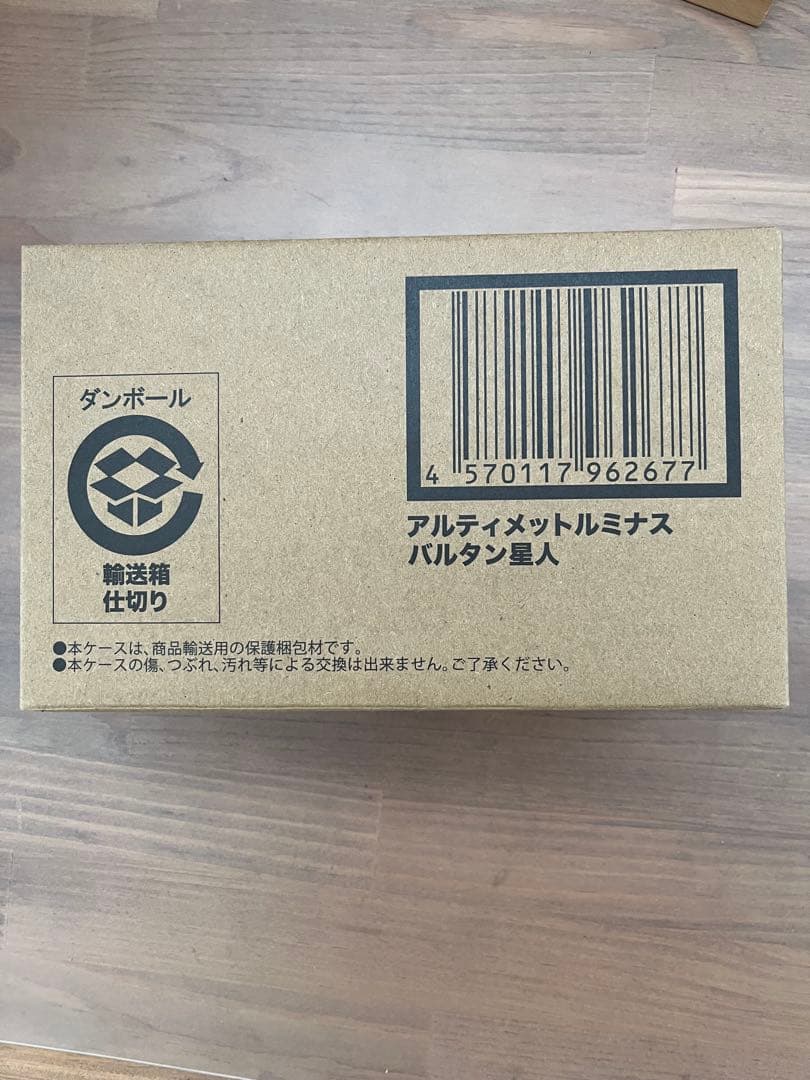 ダンボール
輸送箱
仕切り
4 570117 962677
アルティメットルミナス
バルタン星人
●本ケースは、商品輸送用の保護梱包材です。
●本ケースの傷、つぶれ、汚れ等による交換は出来ません。ご了承ください。